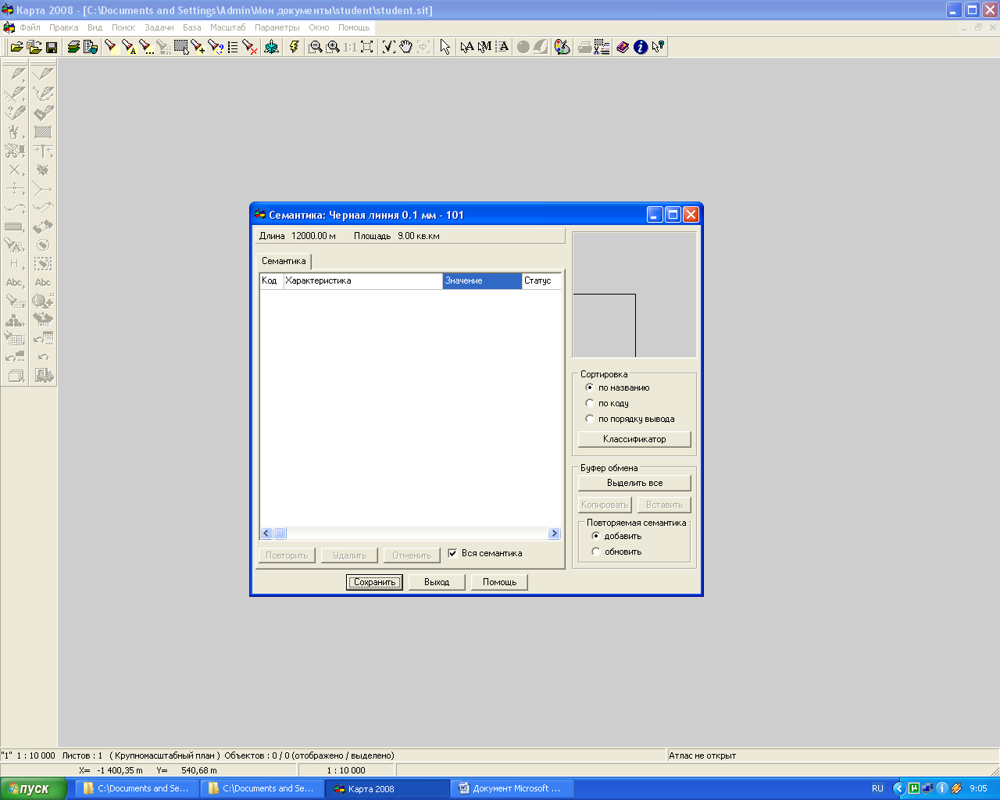 Карта 2008 - [C:\Documents and Settings\Admin\Мои документы\student\student.sit]
Файл Правка Вид Поиск Задачи База Масштаб Параметры Окно Помощь
1:1
H
Abc Abc
Семантика: Черная линия 0.1 мм - 101
Длина 12000.00 м Площадь 9.00 кв.км
Семантика
Код Характеристика Значение Статус
Сортировка
по названию
по коду
по порядку вывода
Классификатор
Буфер обмена
Выделить все
Копировать Вставить
Повторяемая семантика
добавить
обновить
Повторить Удалить Отменить Вся семантика
Сохранить Выход Помощь
"1" 1 : 10 000 Листов : 1 ( Крупномасштабный план ) Объектов : 0 / 0 (отображено / выделено) Атлас не открыт
X= -1 400,35 m Y= 540,68 m 1 : 10 000
пуск C:\Documents and Se... C:\Documents and Se... Карта 2008 Документ Microsoft ... RU 9:05